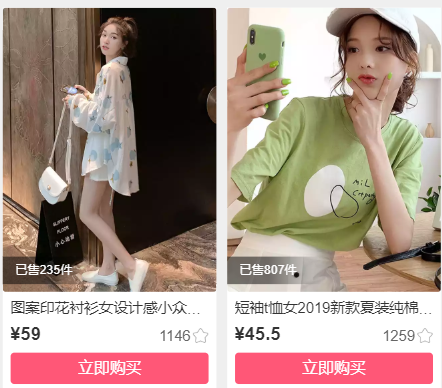 SLIPPERY
FLOOR
小心地滑
MiL
已售235件
已售807件
图案印花衬衫女设计感小众…
短袖t恤女2019新款夏装纯棉…
¥59
1146
¥45.5
1259
立即购买
立即购买